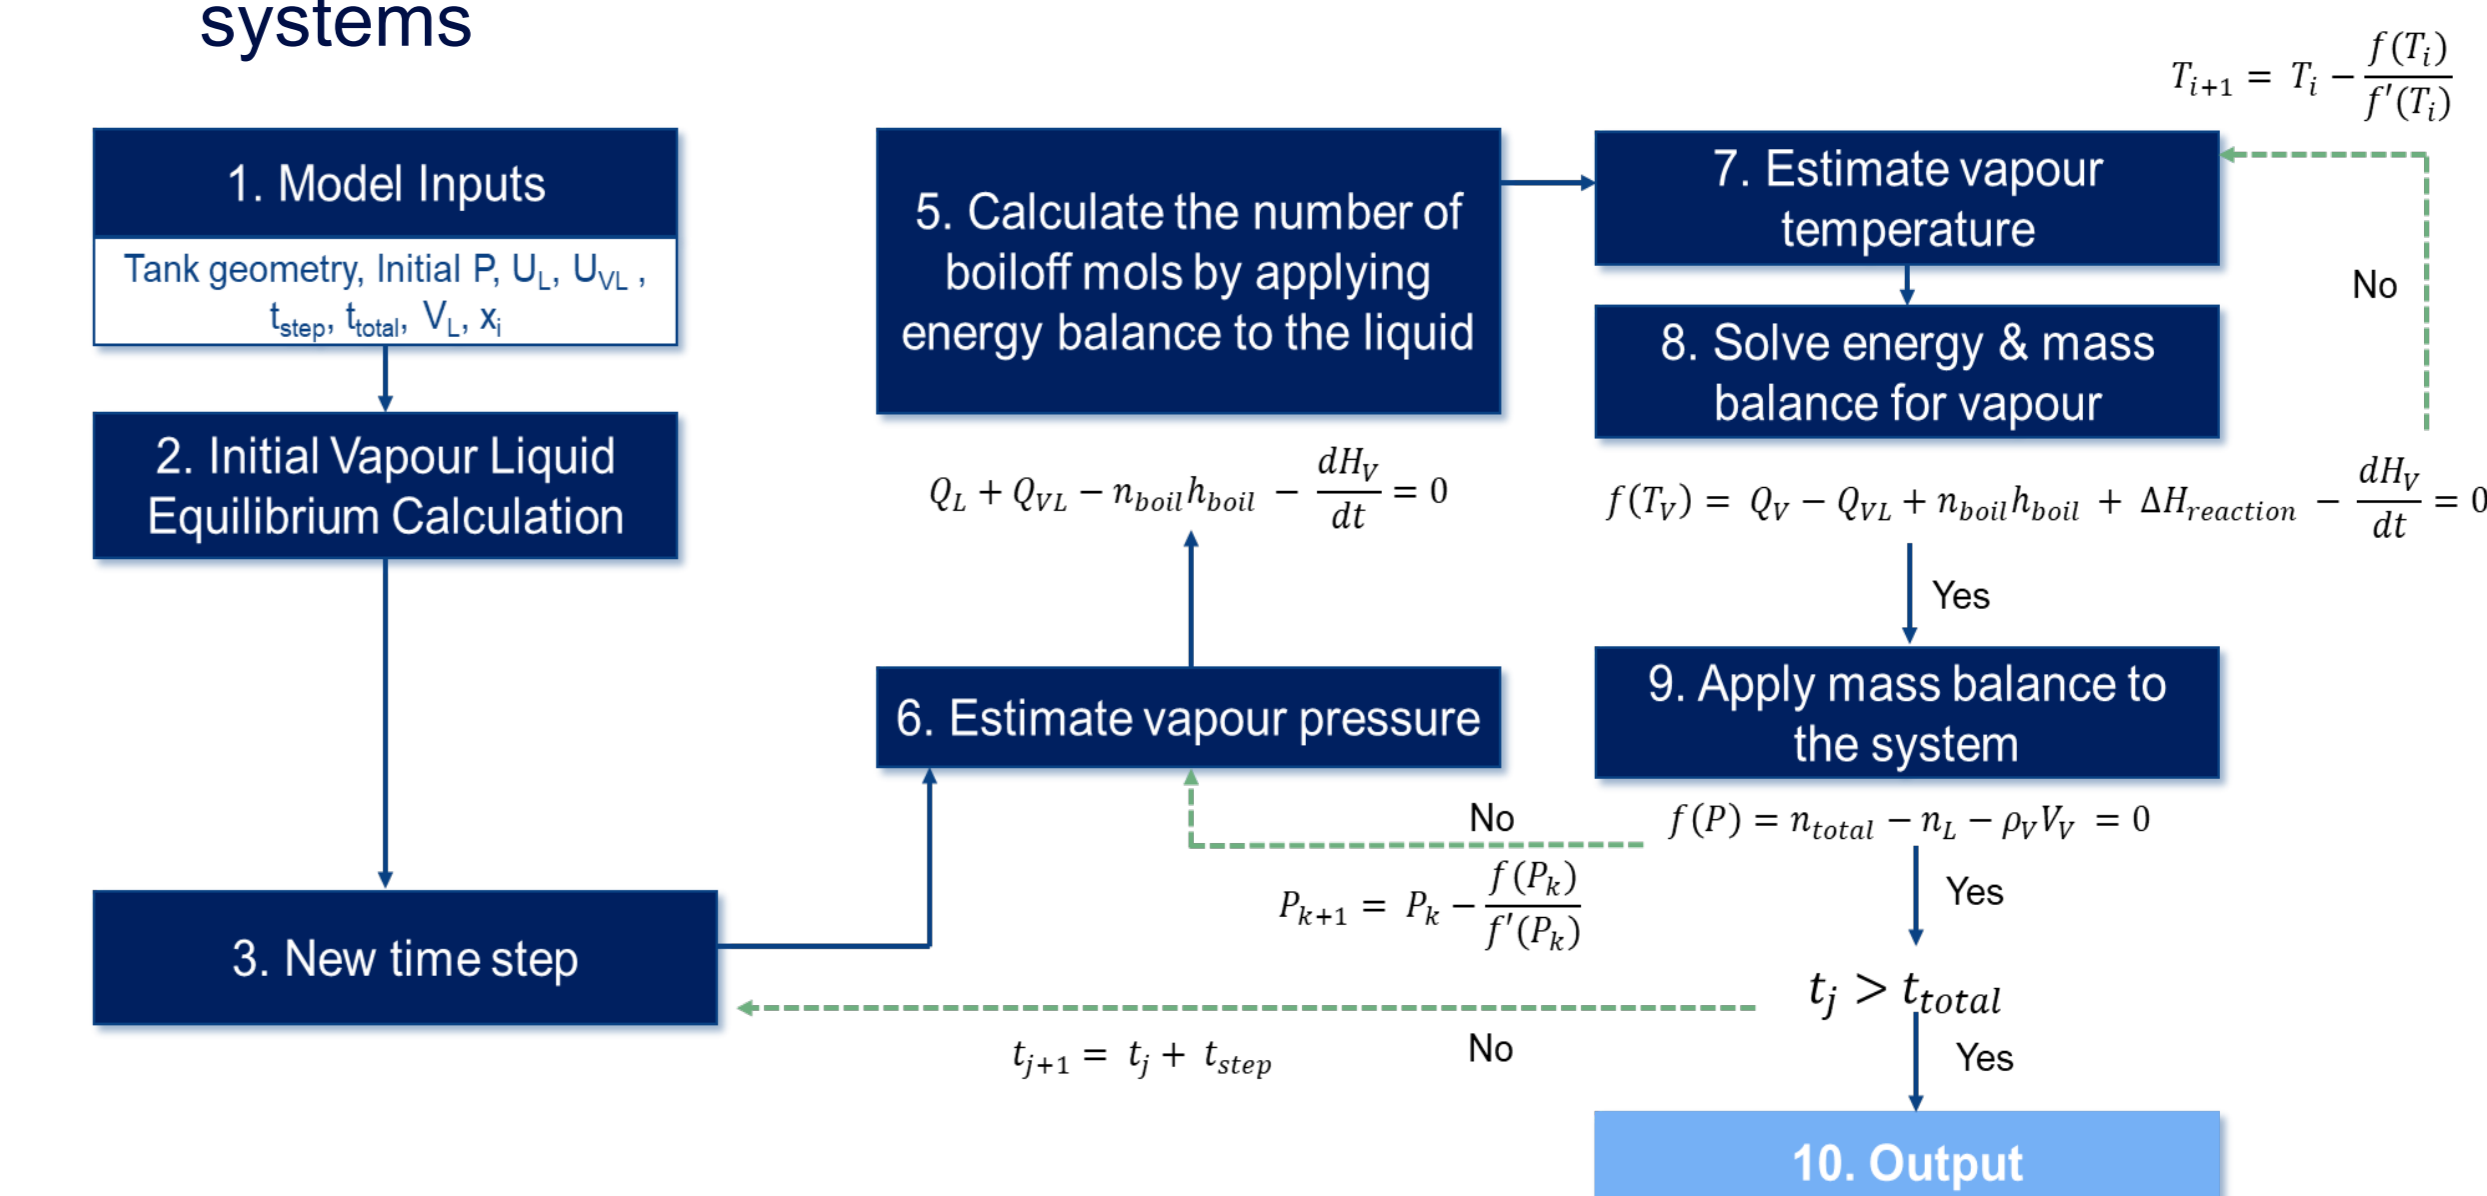 systems
1. Model Inputs
Tank geometry, Initial P, U_L, U_VL ,
t_step, t_total, V_L, x_i
2. Initial Vapour Liquid
Equilibrium Calculation
3. New time step
5. Calculate the number of
boiloff mols by applying
energy balance to the liquid
Q_L + Q_VL − n_boil h_boil − dH_V/dt = 0
6. Estimate vapour pressure
No
P_k+1 = P_k − f(P_k)/f′(P_k)
t_j+1 = t_j + t_step
No
T_i+1 = T_i − f(T_i)/f′(T_i)
7. Estimate vapour
temperature
No
8. Solve energy & mass
balance for vapour
f(T_V) = Q_V − Q_VL + n_boil h_boil + ΔH_reaction − dH_V/dt = 0
Yes
9. Apply mass balance to
the system
f(P) = n_total − n_L − ρ_V V_V = 0
Yes
t_j > t_total
Yes
10. Output